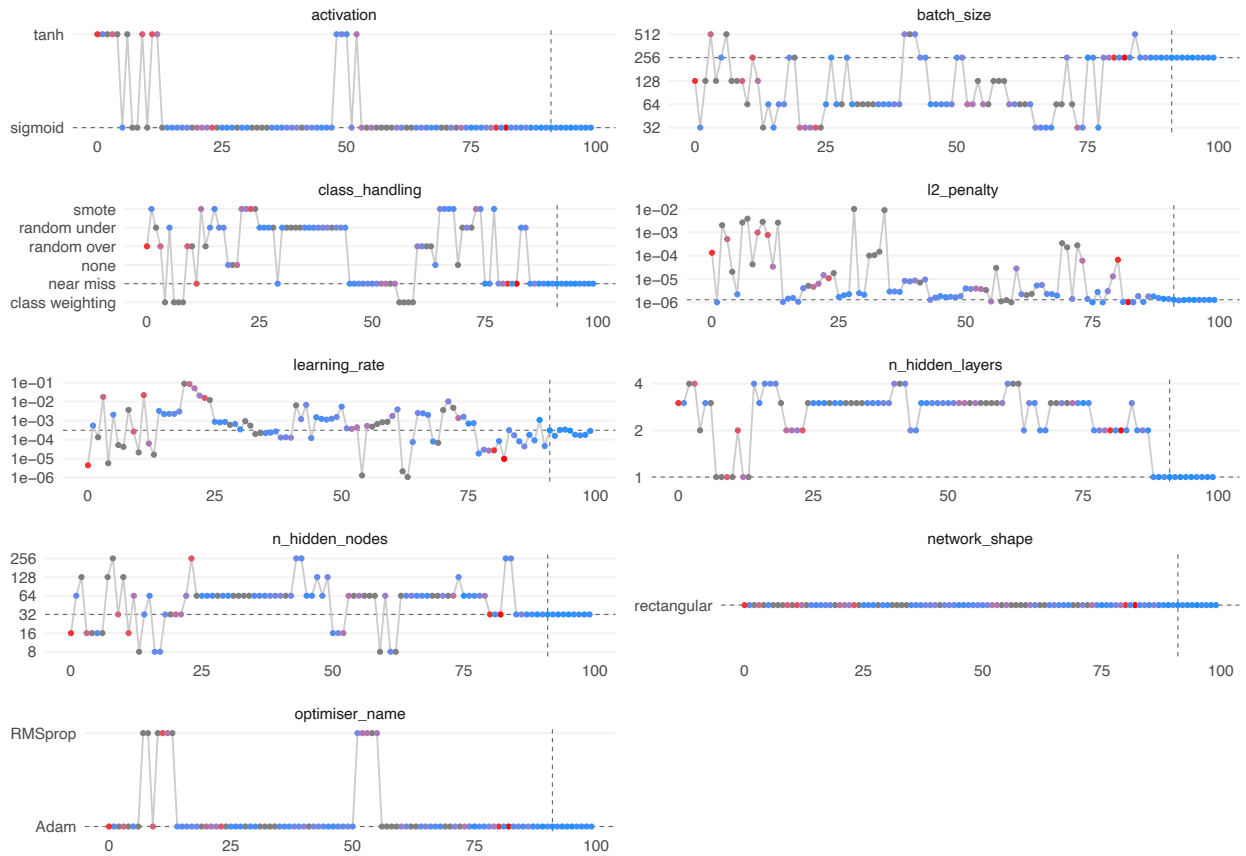 activation
tanh
sigmoid
0 25 50 75 100
batch_size
512
256
128
64
32
0 25 50 75 100
class_handling
smote
random under
random over
none
near miss
class weighting
0 25 50 75 100
l2_penalty
1e−02
1e−03
1e−04
1e−05
1e−06
0 25 50 75 100
learning_rate
1e−01
1e−02
1e−03
1e−04
1e−05
1e−06
0 25 50 75 100
n_hidden_layers
4
2
1
0 25 50 75 100
n_hidden_nodes
256
128
64
32
16
8
0 25 50 75 100
network_shape
rectangular
0 25 50 75 100
optimiser_name
RMSprop
Adam
0 25 50 75 100